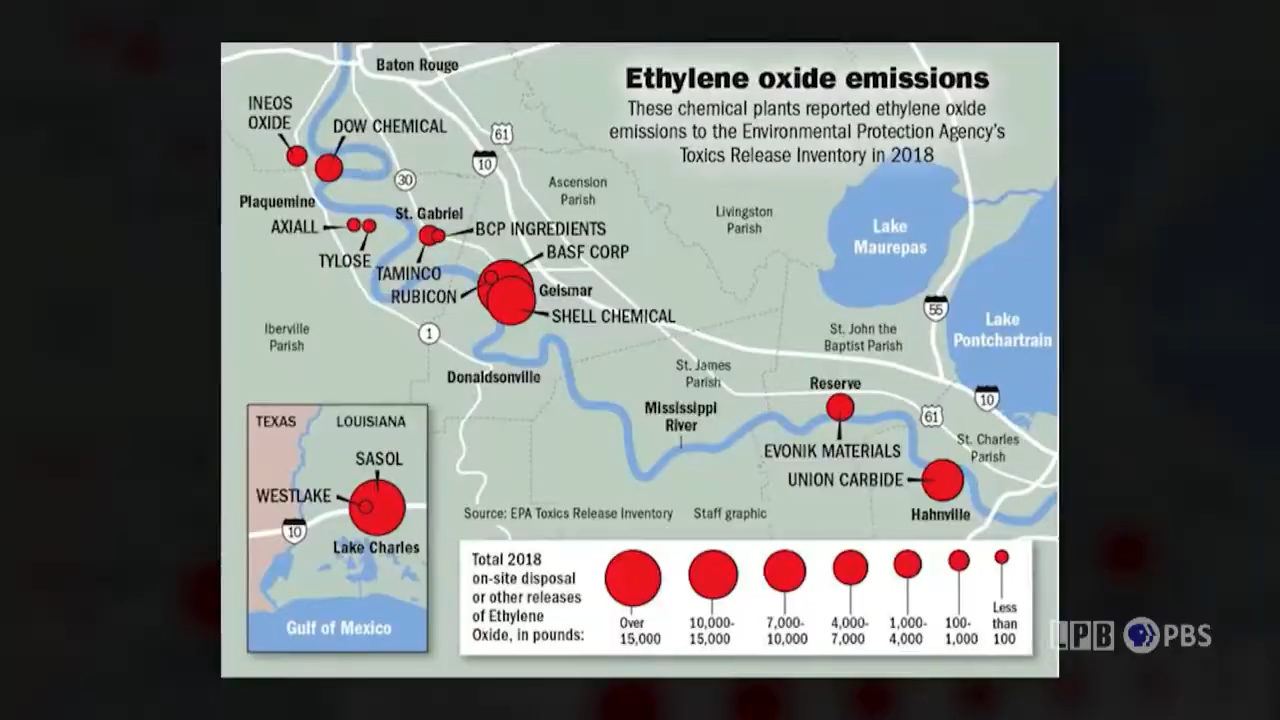 Baton Rouge
Ethylene oxide emissions
These chemical plants reported ethylene oxide
emissions to the Environmental Protection Agency's
Toxics Release Inventory in 2018
INEOS
OXIDE
DOW CHEMICAL
61
10
30
Ascension
Parish
Livingston
Parish
Lake
Maurepas
Plaquemine
St. Gabriel
AXIALL
BCP INGREDIENTS
TYLOSE
BASF CORP
TAMINCO
RUBICON
Geismar
SHELL CHEMICAL
55
Lake
Pontchartrain
Iberville
Parish
1
St. John the
Baptist Parish
Donaldsonville
St. James
Parish
Reserve
10
61
Mississippi
River
EVONIK MATERIALS
St. Charles
Parish
UNION CARBIDE
Hahnville
TEXAS
LOUISIANA
SASOL
WESTLAKE
10
Lake Charles
Gulf of Mexico
Source: EPA Toxics Release Inventory
Staff graphic
Total 2018
on-site disposal
or other releases
of Ethylene
Oxide, in pounds:
Over
15,000
10,000-
15,000
7,000-
10,000
4,000-
7,000
1,000-
4,000
100-
1,000
Less
than
100
LPB PBS